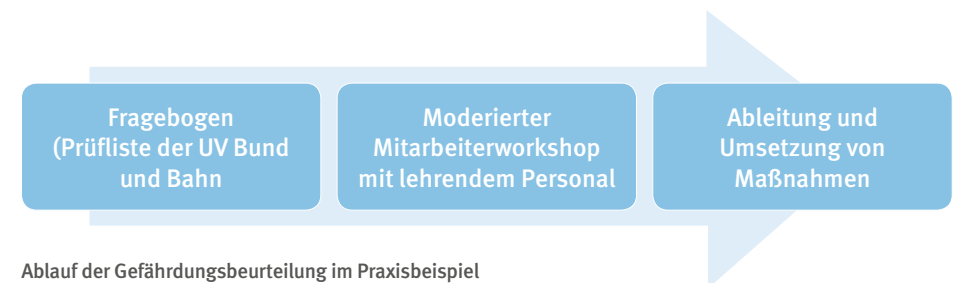 Fragebogen
(Prüfliste der UV Bund
und Bahn
Moderierter
Mitarbeiterworkshop
mit lehrendem Personal
Ableitung und
Umsetzung von
Maßnahmen
Ablauf der Gefährdungsbeurteilung im Praxisbeispiel